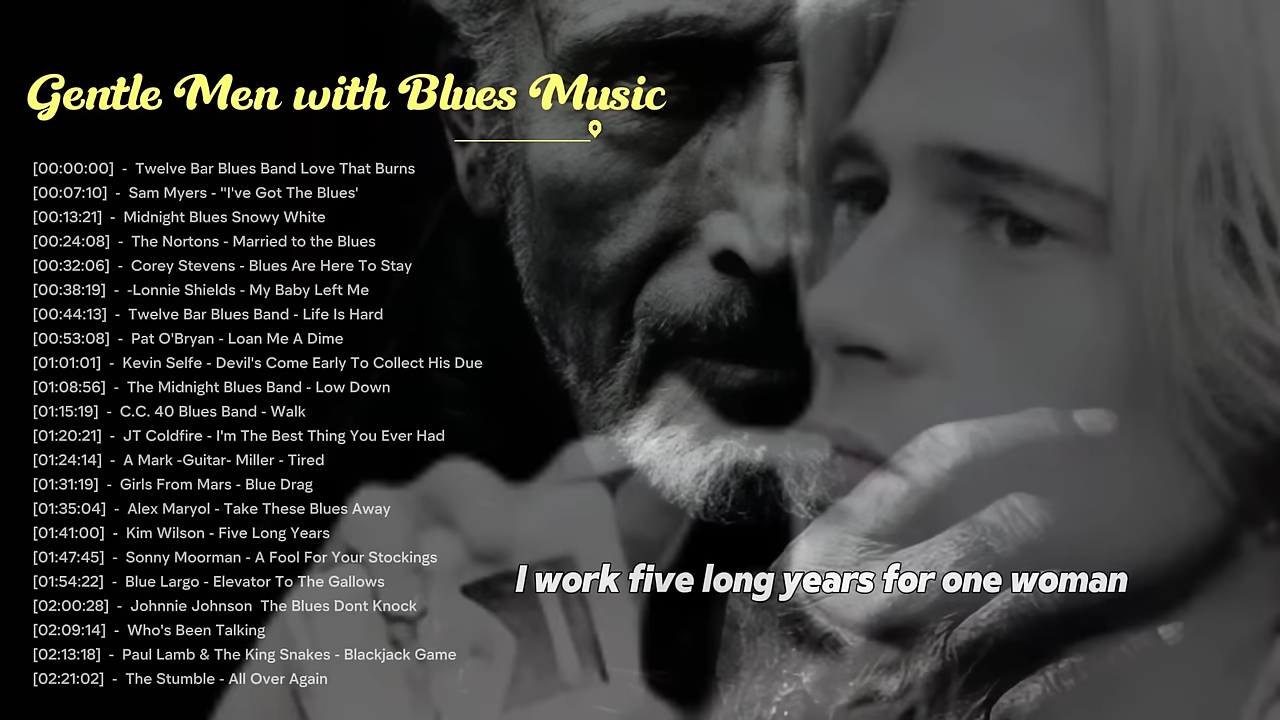 Gentle Men with Blues Music
[00:00:00] - Twelve Bar Blues Band Love That Burns
[00:07:10] - Sam Myers - "I've Got The Blues'
[00:13:21] - Midnight Blues Snowy White
[00:24:08] - The Nortons - Married to the Blues
[00:32:06] - Corey Stevens - Blues Are Here To Stay
[00:38:19] - -Lonnie Shields - My Baby Left Me
[00:44:13] - Twelve Bar Blues Band - Life Is Hard
[00:53:08] - Pat O'Bryan - Loan Me A Dime
[01:01:01] - Kevin Selfe - Devil's Come Early To Collect His Due
[01:08:56] - The Midnight Blues Band - Low Down
[01:15:19] - C.C. 40 Blues Band - Walk
[01:20:21] - JT Coldfire - I'm The Best Thing You Ever Had
[01:24:14] - A Mark -Guitar- Miller - Tired
[01:31:19] - Girls From Mars - Blue Drag
[01:35:04] - Alex Maryol - Take These Blues Away
[01:41:00] - Kim Wilson - Five Long Years
[01:47:45] - Sonny Moorman - A Fool For Your Stockings
[01:54:22] - Blue Largo - Elevator To The Gallows
[02:00:28] - Johnnie Johnson  The Blues Dont Knock
[02:09:14] - Who's Been Talking
[02:13:18] - Paul Lamb & The King Snakes - Blackjack Game
[02:21:02] - The Stumble - All Over Again
I work five long years for one woman